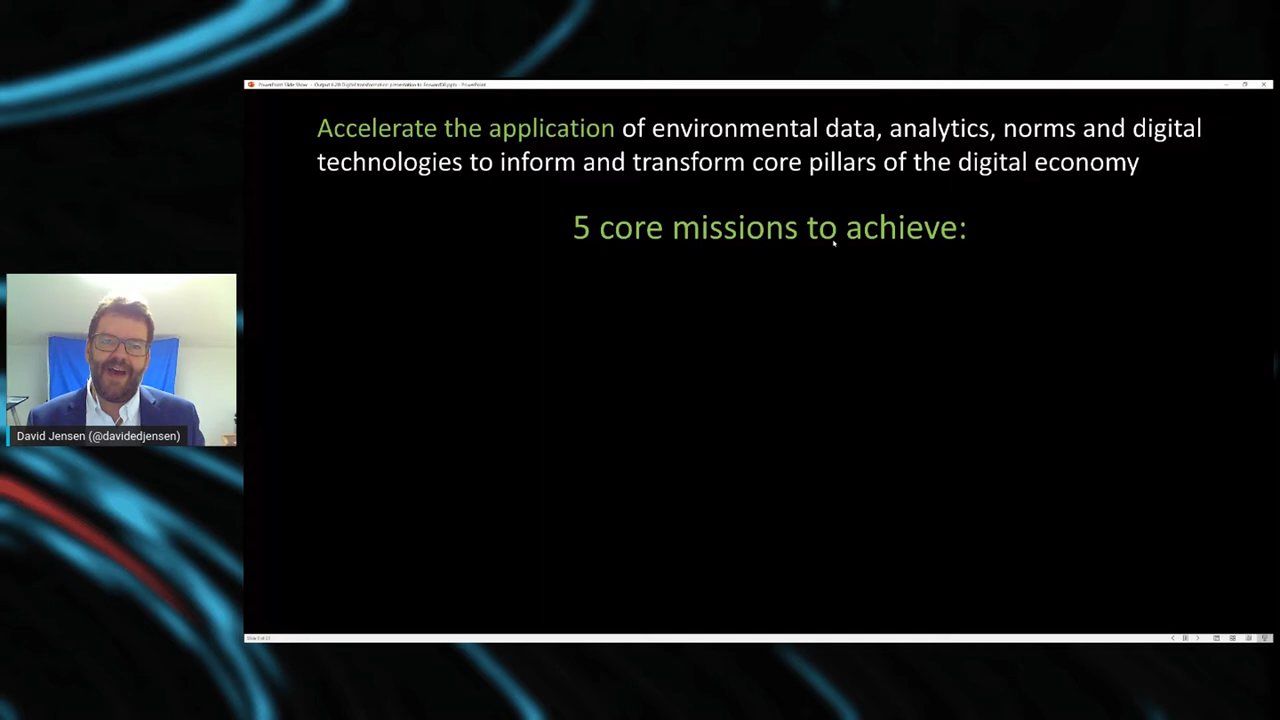 Accelerate the application of environmental data, analytics, norms and digital
technologies to inform and transform core pillars of the digital economy
5 core missions to achieve:
David Jensen (@davidedjensen)